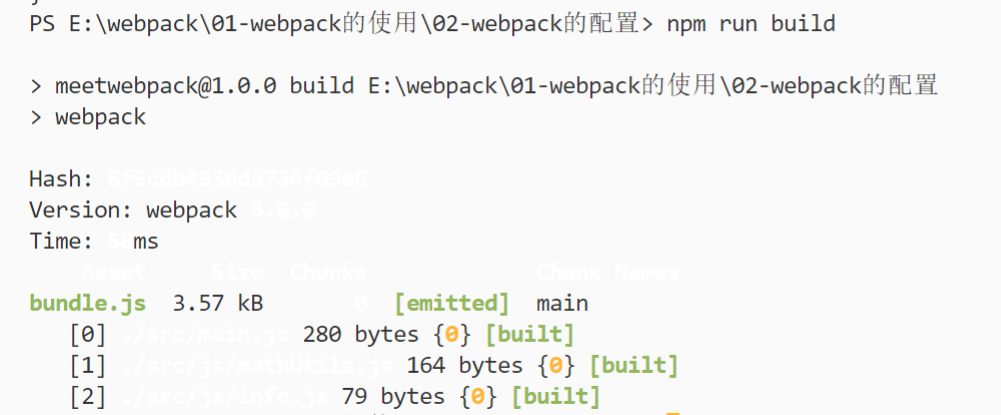 PS E:\webpack\01-webpack的使用\02-webpack的配置> npm run build
> meetwebpack@1.0.0 build E:\webpack\01-webpack的使用\02-webpack的配置
> webpack
Hash: 8f5cdb4936da734f09e6
Version: webpack 3.6.0
Time: 58ms
Asset Size Chunks Chunk Names
bundle.js 3.57 kB 0 [emitted] main
[0] ./src/main.js 280 bytes {0} [built]
[1] ./src/js/mathUtils.js 164 bytes {0} [built]
[2] ./src/js/info.js 79 bytes {0} [built]